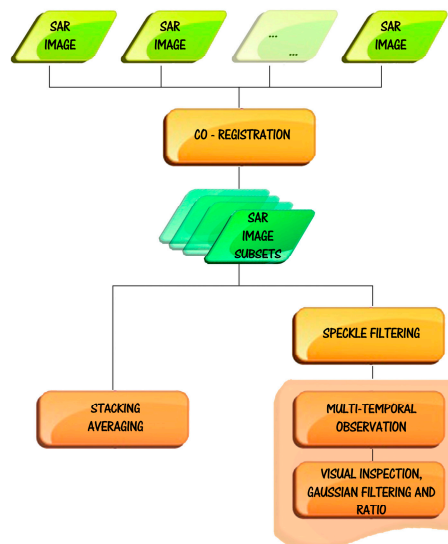 SAR
IMAGE
SAR
IMAGE
...
...
SAR
IMAGE
CO - REGISTRATION
SAR
IMAGE
SUBSETS
SPECKLE FILTERING
STACKING
AVERAGING
MULTI-TEMPORAL
OBSERVATION
VISUAL INSPECTION,
GAUSSIAN FILTERING AND
RATIO